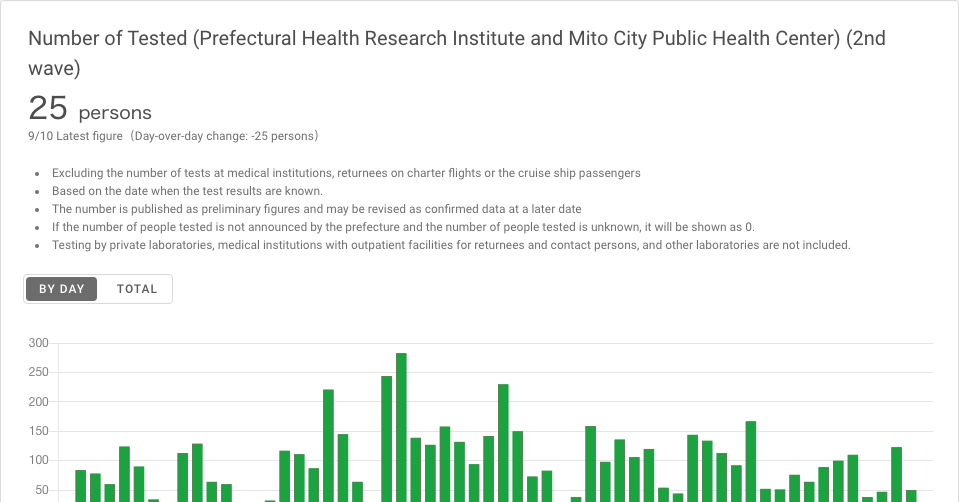 Number of Tested (Prefectural Health Research Institute and Mito City Public Health Center) (2nd
wave)
25 persons
9/10 Latest figure（Day-over-day change: -25 persons）
• Excluding the number of tests at medical institutions, returnees on charter flights or the cruise ship passengers
• Based on the date when the test results are known.
• The number is published as preliminary figures and may be revised as confirmed data at a later date
• If the number of people tested is not announced by the prefecture and the number of people tested is unknown, it will be shown as 0.
• Testing by private laboratories, medical institutions with outpatient facilities for returnees and contact persons, and other laboratories are not included.
BY DAY TOTAL
300
250
200
150
100
50